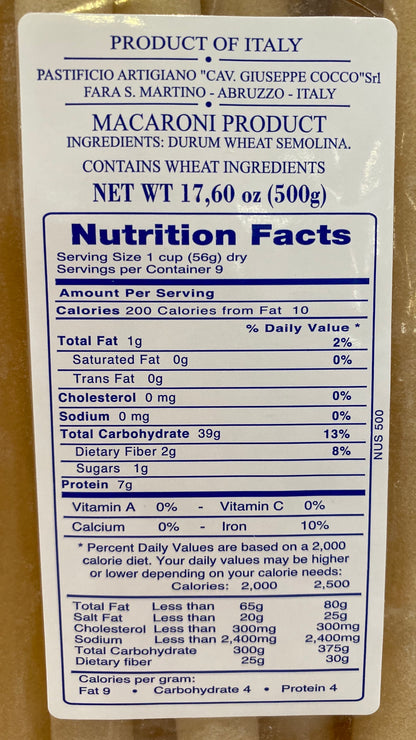 PRODUCT OF ITALY
PASTIFICIO ARTIGIANO "CAV. GIUSEPPE COCCO"Srl
FARA S. MARTINO - ABRUZZO - ITALY
MACARONI PRODUCT
INGREDIENTS: DURUM WHEAT SEMOLINA.
CONTAINS WHEAT INGREDIENTS
NET WT 17,60 oz (500g)
Nutrition Facts
Serving Size 1 cup (56g) dry
Servings per Container 9
Amount Per Serving
Calories 200 Calories from Fat 10
% Daily Value *
Total Fat 1g 2%
Saturated Fat 0g 0%
Trans Fat 0g
Cholesterol 0 mg 0%
Sodium 0 mg 0%
Total Carbohydrate 39g 13%
Dietary Fiber 2g 8%
Sugars 1g
Protein 7g
Vitamin A 0% - Vitamin C 0%
Calcium 0% - Iron 10%
* Percent Daily Values are based on a 2,000
calorie diet. Your daily values may be higher
or lower depending on your calorie needs:
Calories: 2,000 2,500
Total Fat Less than 65g 80g
Salt Fat Less than 20g 25g
Cholesterol Less than 300mg 300mg
Sodium Less than 2,400mg 2,400mg
Total Carbohydrate 300g 375g
Dietary fiber 25g 30g
Calories per gram:
Fat 9 • Carbohydrate 4 • Protein 4
NUS 500